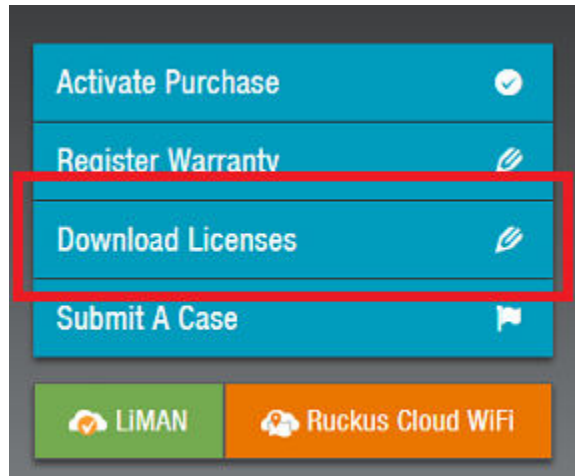 Activate Purchase
Register Warranty
Download Licenses
Submit A Case
LiMAN
Ruckus Cloud WiFi